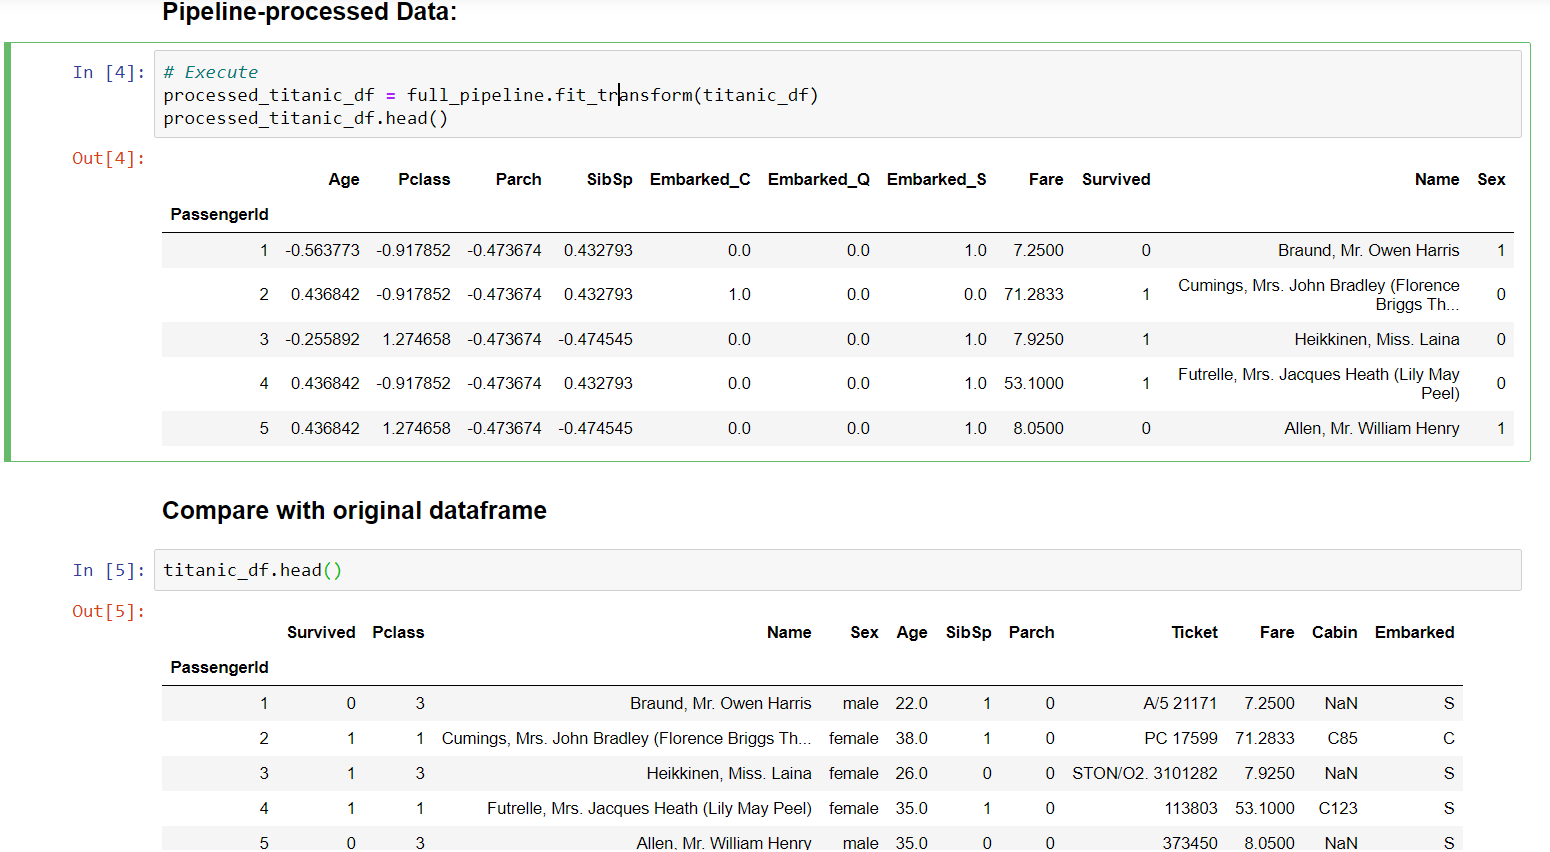 Pipeline-processed Data:
In [4]: # Execute
processed_titanic_df = full_pipeline.fit_transform(titanic_df)
processed_titanic_df.head()
Out[4]:
Age Pclass Parch SibSp Embarked_C Embarked_Q Embarked_S Fare Survived Name Sex
PassengerId
1 -0.563773 -0.917852 -0.473674 0.432793 0.0 0.0 1.0 7.2500 0 Braund, Mr. Owen Harris 1
2 0.436842 -0.917852 -0.473674 0.432793 1.0 0.0 0.0 71.2833 1 Cumings, Mrs. John Bradley (Florence
Briggs Th... 0
3 -0.255892 1.274658 -0.473674 -0.474545 0.0 0.0 1.0 7.9250 1 Heikkinen, Miss. Laina 0
4 0.436842 -0.917852 -0.473674 0.432793 0.0 0.0 1.0 53.1000 1 Futrelle, Mrs. Jacques Heath (Lily May
Peel) 0
5 0.436842 1.274658 -0.473674 -0.474545 0.0 0.0 1.0 8.0500 0 Allen, Mr. William Henry 1
Compare with original dataframe
In [5]: titanic_df.head()
Out[5]:
Survived Pclass Name Sex Age SibSp Parch Ticket Fare Cabin Embarked
PassengerId
1 0 3 Braund, Mr. Owen Harris male 22.0 1 0 A/5 21171 7.2500 NaN S
2 1 1 Cumings, Mrs. John Bradley (Florence Briggs Th... female 38.0 1 0 PC 17599 71.2833 C85 C
3 1 3 Heikkinen, Miss. Laina female 26.0 0 0 STON/O2. 3101282 7.9250 NaN S
4 1 1 Futrelle, Mrs. Jacques Heath (Lily May Peel) female 35.0 1 0 113803 53.1000 C123 S
5 0 3 Allen, Mr. William Henry male 35.0 0 0 373450 8.0500 NaN S